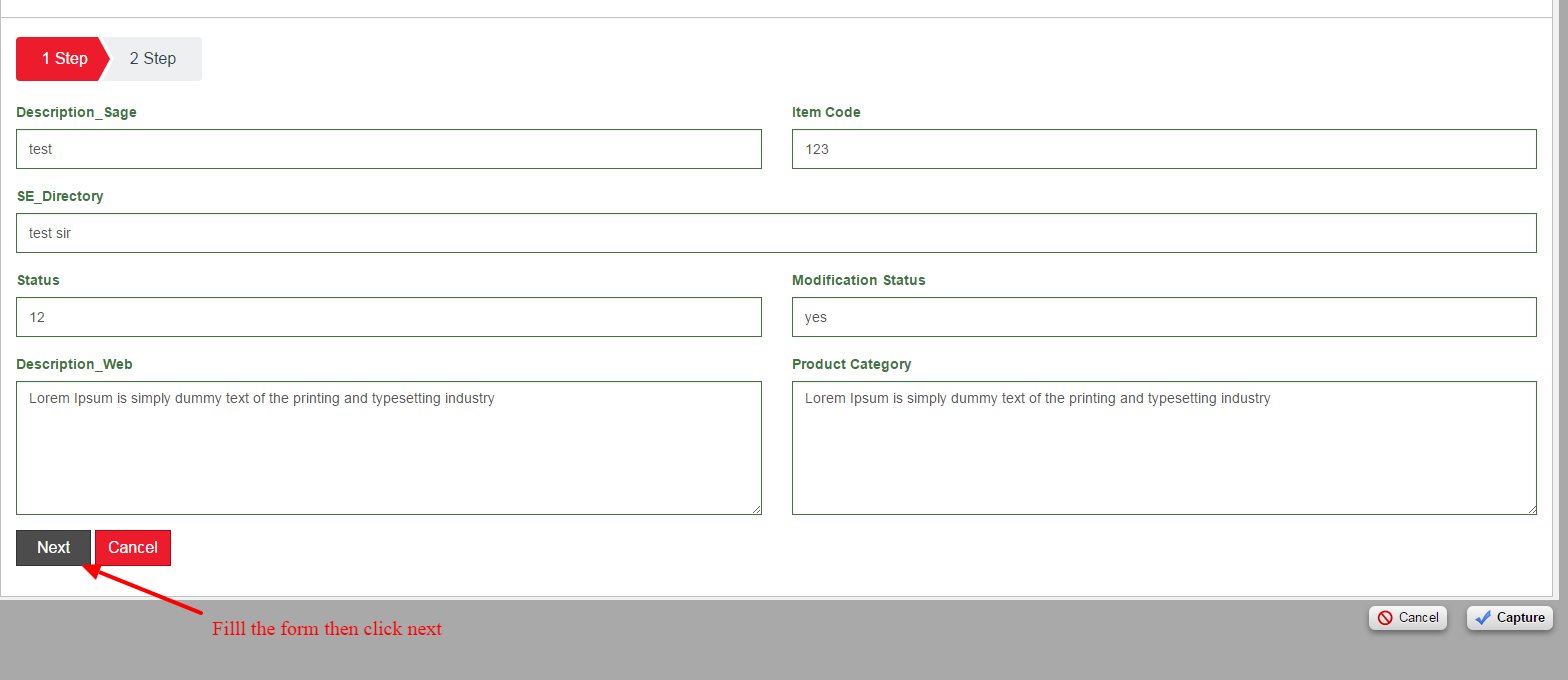 1 Step 2 Step
Description_Sage Item Code
test 123
SE_Directory
test sir
Status Modification Status
12 yes
Description_Web Product Category
Lorem Ipsum is simply dummy text of the printing and typesetting industry Lorem Ipsum is simply dummy text of the printing and typesetting industry
Next Cancel
Cancel Capture
Filll the form then click next